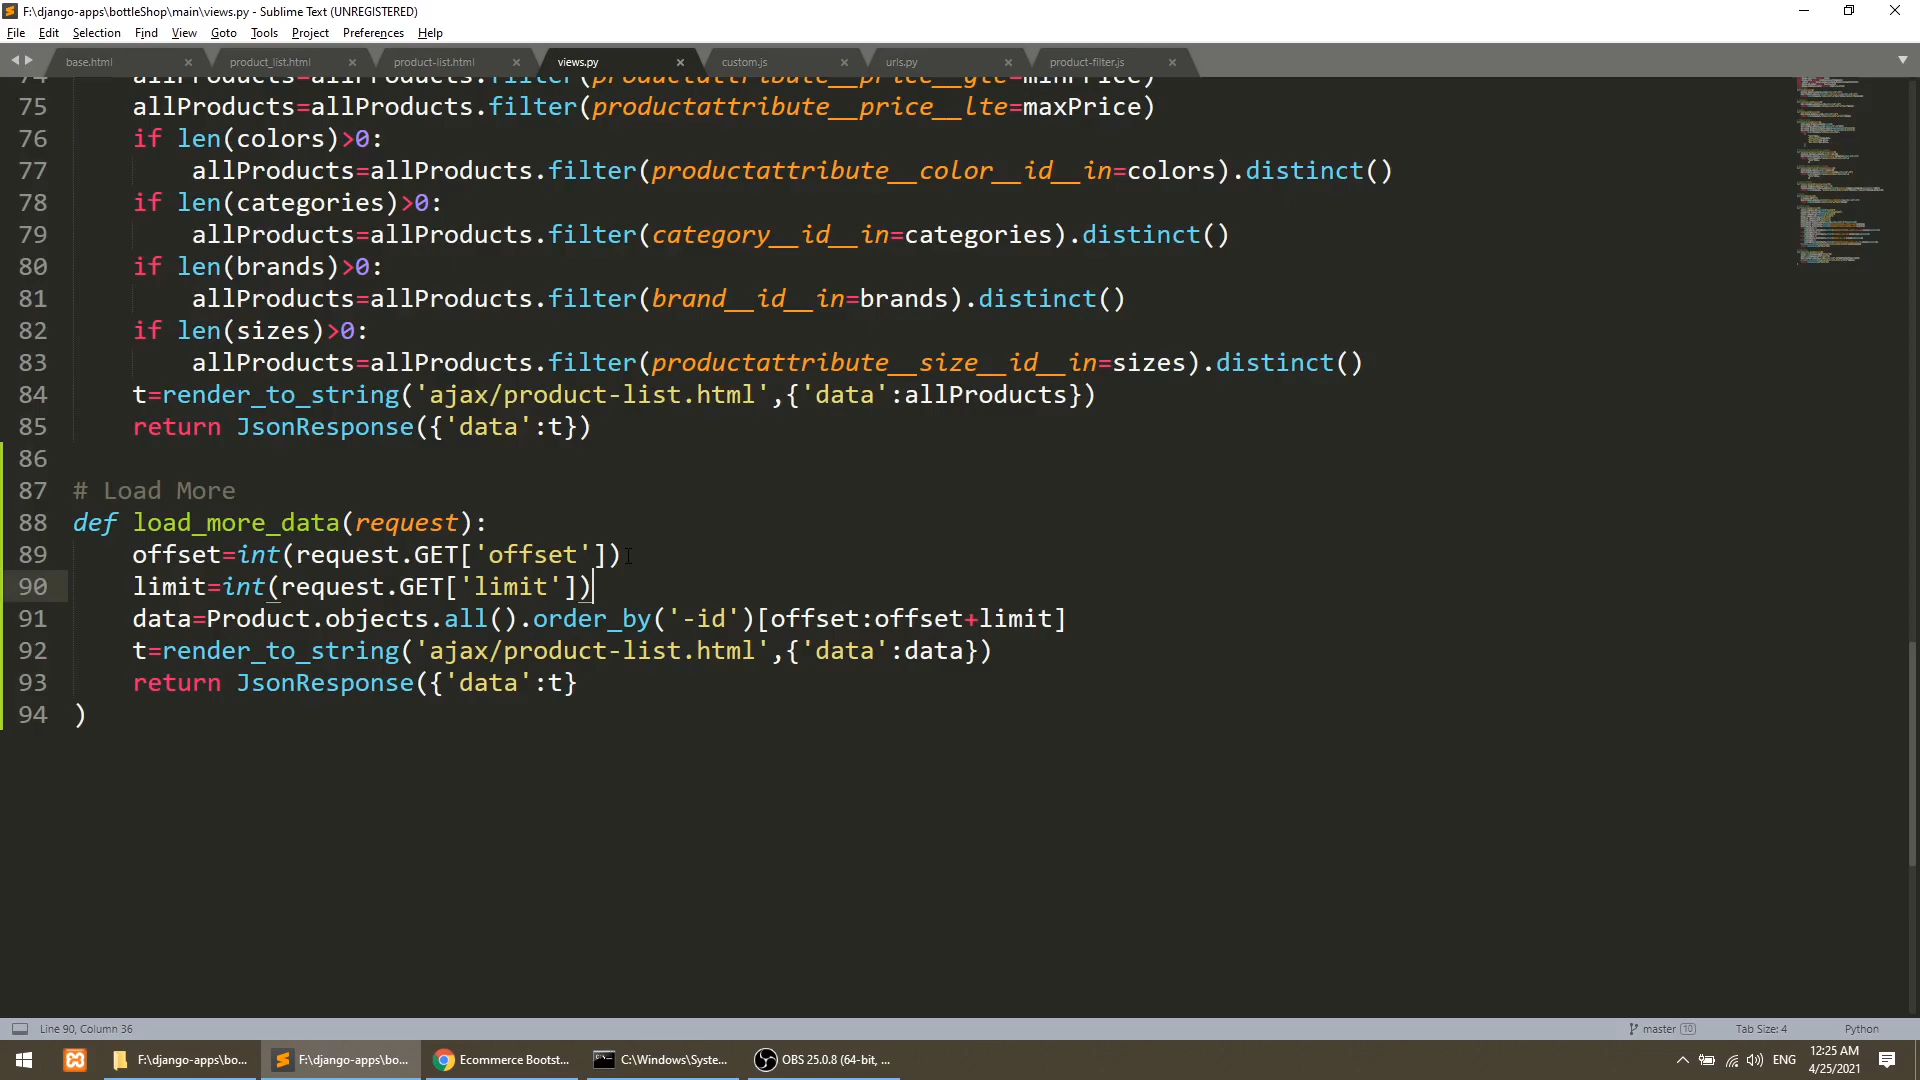 F:\django-apps\bottleShop\main\views.py - Sublime Text (UNREGISTERED)
File Edit Selection Find View Goto Tools Project Preferences Help
base.html product_list.html product-list.html views.py custom.js urls.py product-filter.js
74 allProducts=allProducts.filter(productattribute__price__gte=minPrice)
75 allProducts=allProducts.filter(productattribute__price__lte=maxPrice)
76 if len(colors)>0:
77 allProducts=allProducts.filter(productattribute__color__id__in=colors).distinct()
78 if len(categories)>0:
79 allProducts=allProducts.filter(category__id__in=categories).distinct()
80 if len(brands)>0:
81 allProducts=allProducts.filter(brand__id__in=brands).distinct()
82 if len(sizes)>0:
83 allProducts=allProducts.filter(productattribute__size__id__in=sizes).distinct()
84 t=render_to_string('ajax/product-list.html',{'data':allProducts})
85 return JsonResponse({'data':t})
86
87 # Load More
88 def load_more_data(request):
89 offset=int(request.GET['offset'])
90 limit=int(request.GET['limit'])
91 data=Product.objects.all().order_by('-id')[offset:offset+limit]
92 t=render_to_string('ajax/product-list.html',{'data':data})
93 return JsonResponse({'data':t}
94 )
Line 90, Column 36 master 10 Tab Size: 4 Python
F:\django-apps\bo... F:\django-apps\bo... Ecommerce Bootst... C:\Windows\Syste... OBS 25.0.8 (64-bit, ... ENG 12:25 AM
4/25/2021